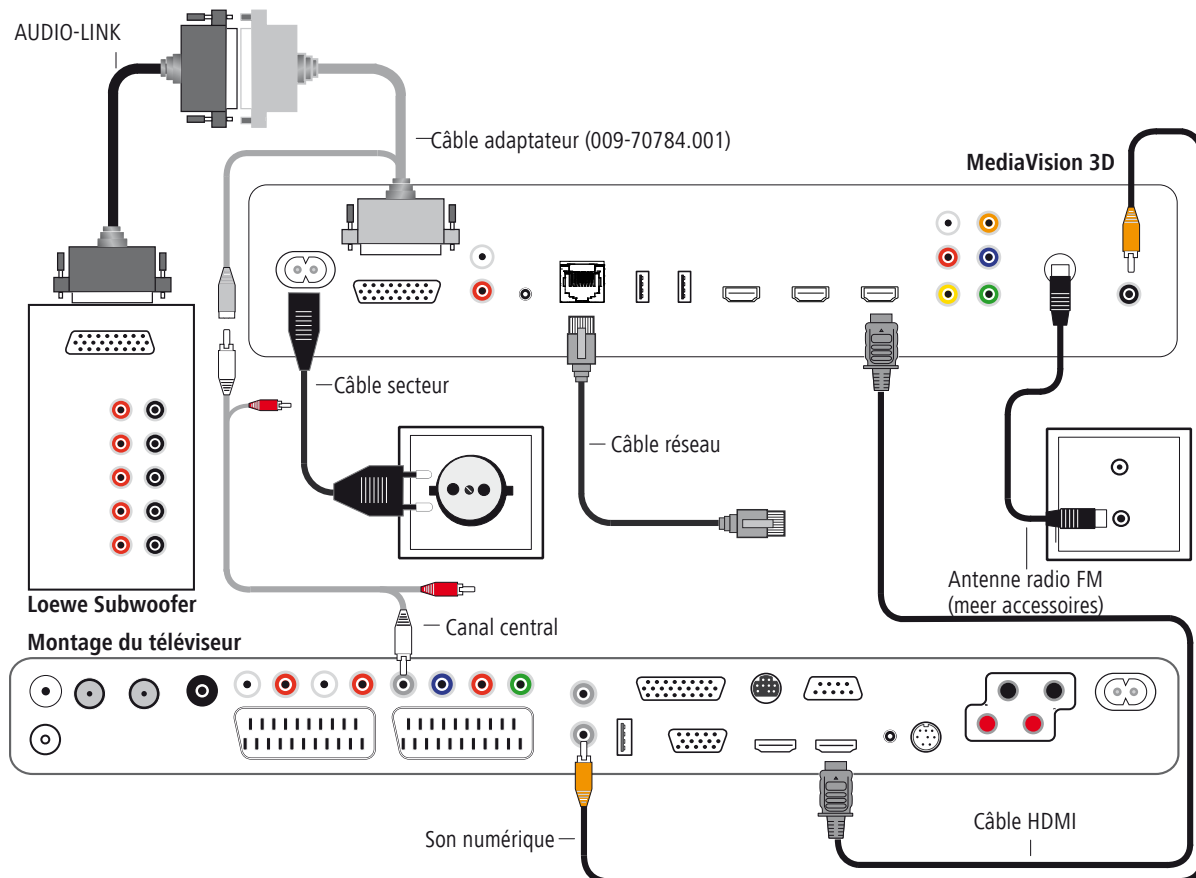 AUDIO-LINK
Câble adaptateur (009-70784.001)
MediaVision 3D
Câble secteur
Câble réseau
Antenne radio FM
(meer accessoires)
Loewe Subwoofer
Canal central
Montage du téléviseur
Son numérique
Câble HDMI